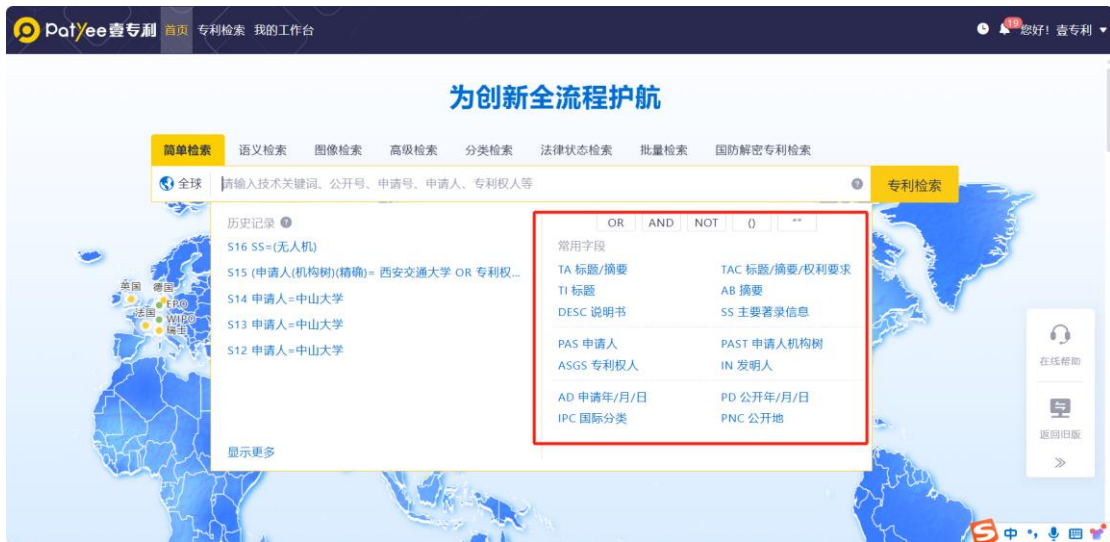 PatYee壹专利 首页 专利检索 我的工作台 19 您好！壹专利
为创新全流程护航
简单检索 语义检索 图像检索 高级检索 分类检索 法律状态检索 批量检索 国防解密专利检索
全球 请输入技术关键词、公开号、申请号、申请人、专利权人等 专利检索
历史记录
S16 SS=(无人机)
S15 (申请人(机构树)(精确)= 西安交通大学 OR 专利权...
S14 申请人=中山大学
S13 申请人=中山大学
S12 申请人=中山大学
显示更多
OR AND NOT () ""
常用字段
TA 标题/摘要 TAC 标题/摘要/权利要求
TI 标题 AB 摘要
DESC 说明书 SS 主要著录信息
PAS 申请人 PAST 申请人机构树
ASGS 专利权人 IN 发明人
AD 申请年/月/日 PD 公开年/月/日
IPC 国际分类 PNC 公开地
英国 德国
EPO
法国 WIPO
瑞士
在线帮助
返回旧版
中